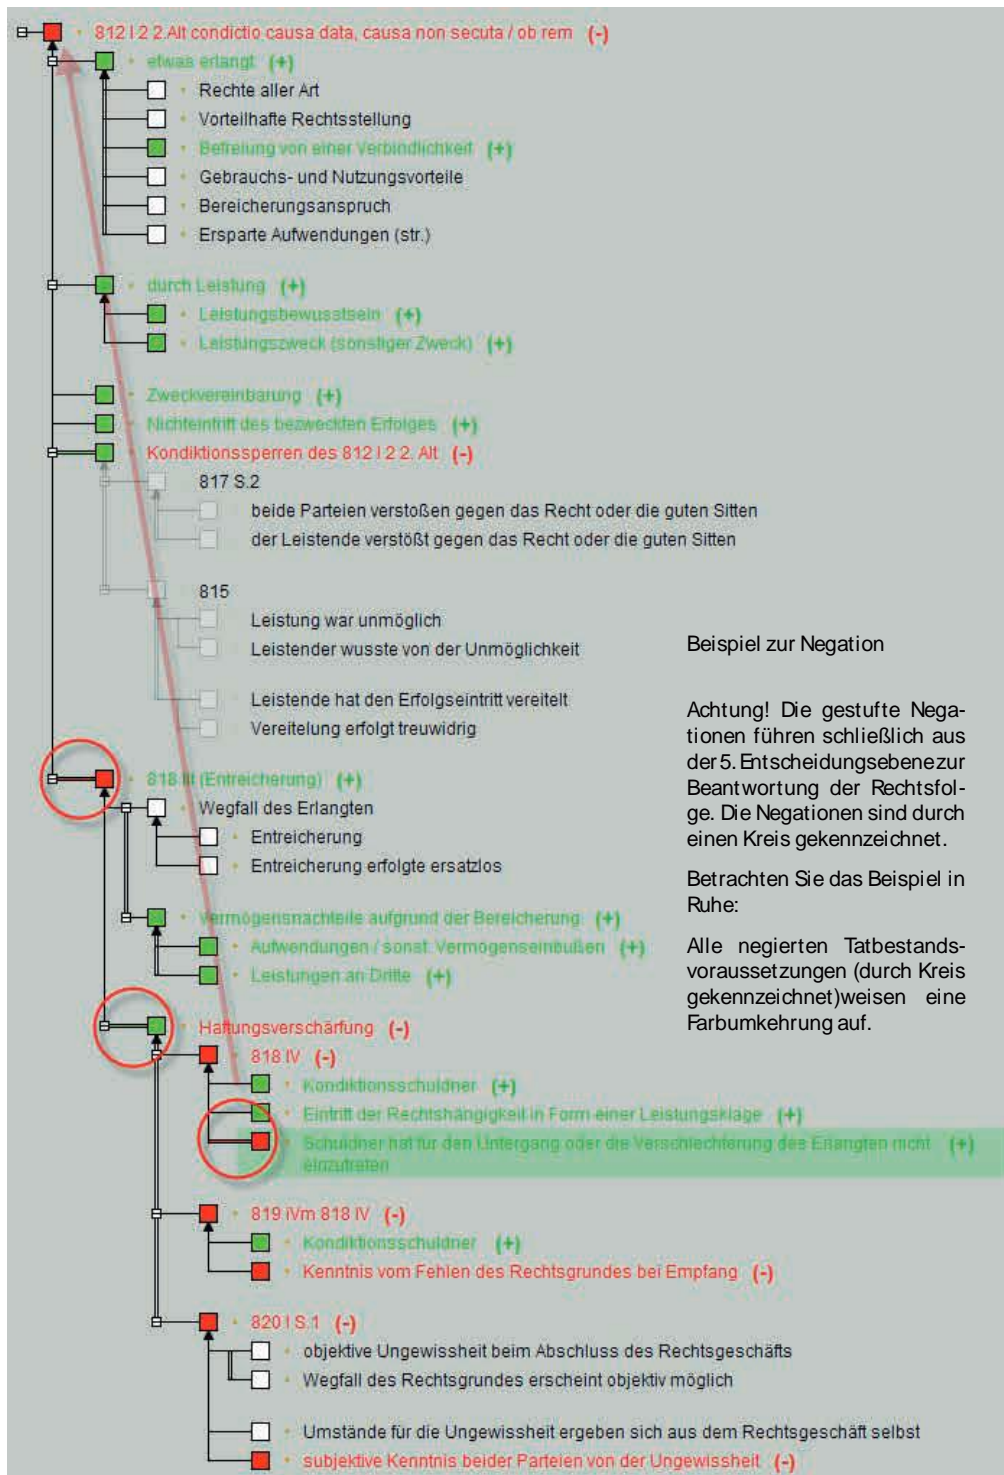 812 I 2 2.Alt condictio causa data, causa non secuta / ob rem (-)
etwas erlangt (+)
Rechte aller Art
Vorteilhafte Rechtsstellung
Befreiung von einer Verbindlichkeit (+)
Gebrauchs- und Nutzungsvorteile
Bereicherungsanspruch
Ersparte Aufwendungen (str.)
durch Leistung (+)
Leistungsbewusstsein (+)
Leistungszweck (sonstiger Zweck) (+)
Zweckvereinbarung (+)
Nichteintritt des bezweckten Erfolges (+)
Kondiktionssperren des 812 I 2 2. Alt (-)
817 S.2
beide Parteien verstoßen gegen das Recht oder die guten Sitten
der Leistende verstößt gegen das Recht oder die guten Sitten
815
Leistung war unmöglich
Leistender wusste von der Unmöglichkeit
Leistende hat den Erfolgseintritt vereitelt
Vereitelung erfolgt treuwidrig
818 III (Entreicherung) (+)
Wegfall des Erlangten
Entreicherung
Entreicherung erfolgte ersatzlos
Vermögensnachteile aufgrund der Bereicherung (+)
Aufwendungen / sonst. Vermögenseinbußen (+)
Leistungen an Dritte (+)
Haftungsverschärfung (-)
818 IV (-)
Kondiktionsschuldner (+)
Eintritt der Rechtshängigkeit in Form einer Leistungsklage (+)
Schuldner hat für den Untergang oder die Verschlechterung des Erlangten nicht (+)
einzutreten
819 iVm 818 IV (-)
Kondiktionsschuldner (+)
Kenntnis vom Fehlen des Rechtsgrundes bei Empfang (-)
820 I S.1 (-)
objektive Ungewissheit beim Abschluss des Rechtsgeschäfts
Wegfall des Rechtsgrundes erscheint objektiv möglich
Umstände für die Ungewissheit ergeben sich aus dem Rechtsgeschäft selbst
subjektive Kenntnis beider Parteien von der Ungewissheit (-)
Beispiel zur Negation
Achtung! Die gestufte Nega-
tionen führen schließlich aus
der 5. Entscheidungsebene zur
Beantwortung der Rechtsfol-
ge. Die Negationen sind durch
einen Kreis gekennzeichnet.
Betrachten Sie das Beispiel in
Ruhe:
Alle negierten Tatbestands-
voraussetzungen (durch Kreis
gekennzeichnet)weisen eine
Farbumkehrung auf.